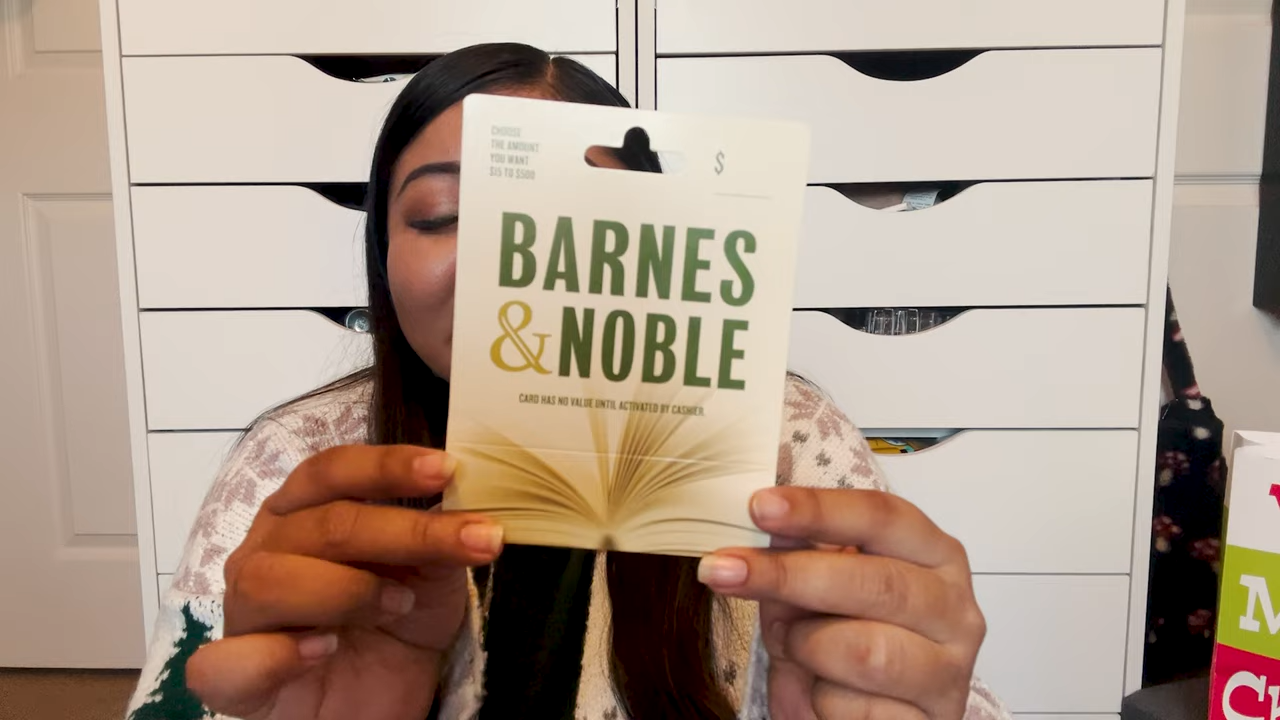 CHOOSE
THE AMOUNT
YOU WANT
$15 TO $500
$
BARNES
& NOBLE
CARD HAS NO VALUE UNTIL ACTIVATED BY CASHIER.